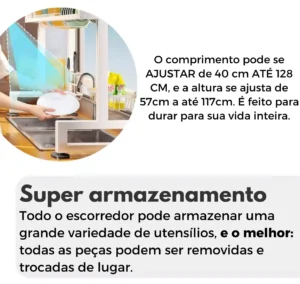 O comprimento pode se
AJUSTAR de 40 cm ATÉ 128
CM, e a altura se ajusta de
57cm a até 117cm. É feito para
durar para sua vida inteira.
Super armazenamento
Todo o escorredor pode armazenar uma
grande variedade de utensílios, e o melhor:
todas as peças podem ser removidas e
trocadas de lugar.